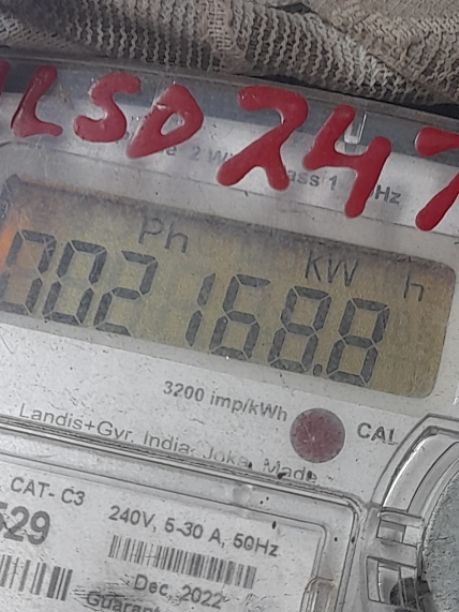 LSD 247
2 W
ass 1
Hz
Ph
kW h
002168.8
3200 imp/kWh
CAL
Landis+Gyr, India
Made
CAT- C3
529
240V, 5-30 A, 50Hz
Dec, 2022